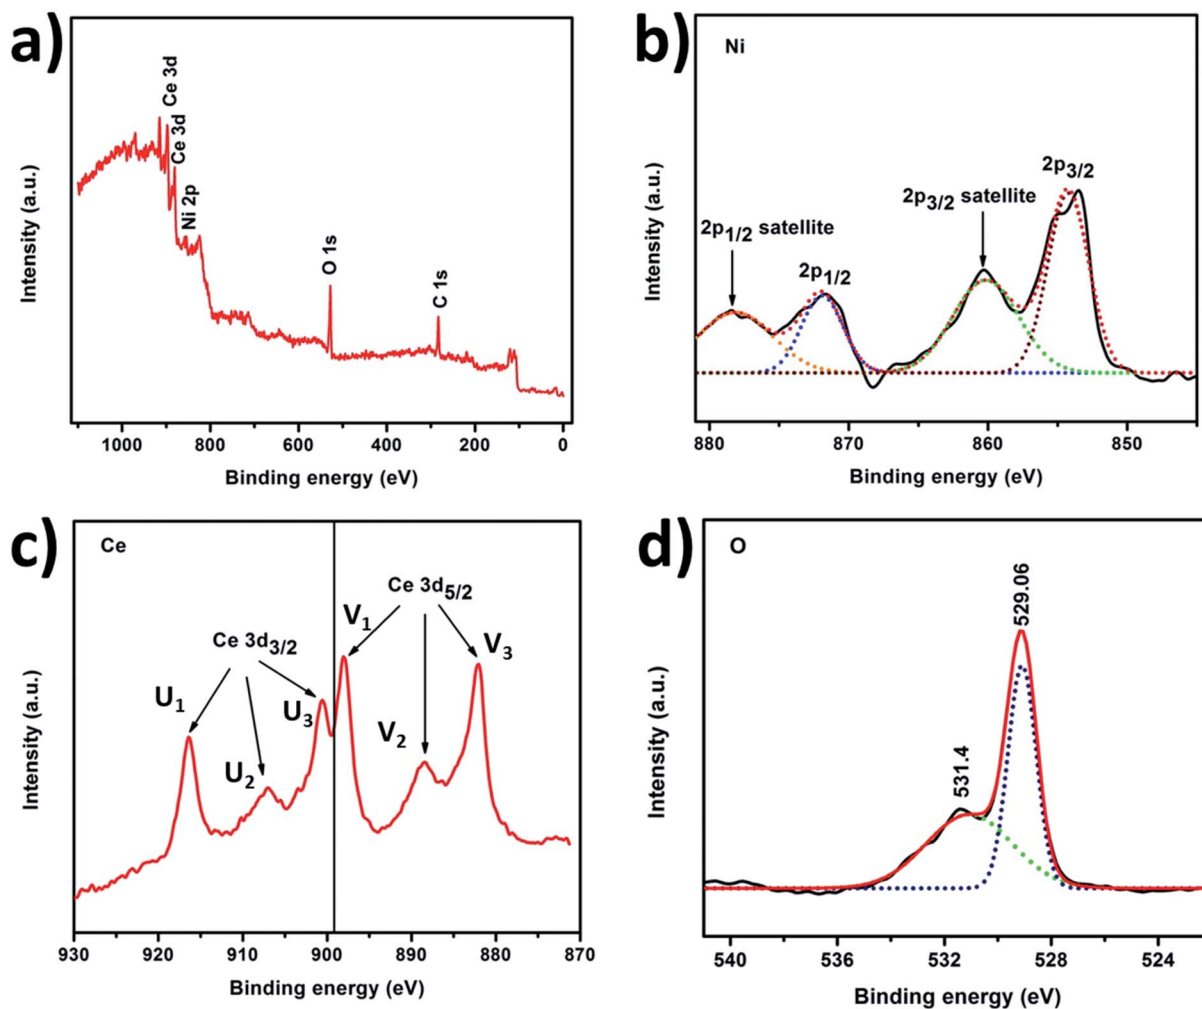 a)
Ce 3d
Ce 3d
Ni 2p
O 1s
C 1s
Intensity (a.u.)
1000 800 600 400 200 0
Binding energy (eV)
b)
Ni
2p3/2
2p3/2 satellite
2p1/2 satellite
2p1/2
Intensity (a.u.)
880 870 860 850
Binding energy (eV)
c)
Ce
Ce 3d5/2
V1
Ce 3d3/2
V3
U1
U3
V2
U2
Intensity (a.u.)
930 920 910 900 890 880 870
Binding energy (eV)
d)
O
529.06
531.4
Intensity (a.u.)
540 536 532 528 524
Binding energy (eV)